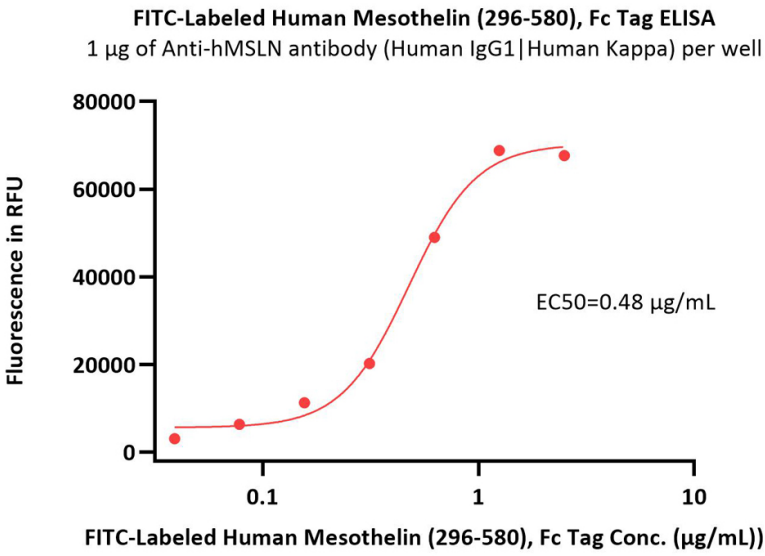 FITC-Labeled Human Mesothelin (296-580), Fc Tag ELISA
1 μg of Anti-hMSLN antibody (Human IgG1|Human Kappa) per well
80000
60000
40000
20000
0
Fluorescence in RFU
EC50=0.48 μg/mL
0.1
1
10
FITC-Labeled Human Mesothelin (296-580), Fc Tag Conc. (μg/mL))